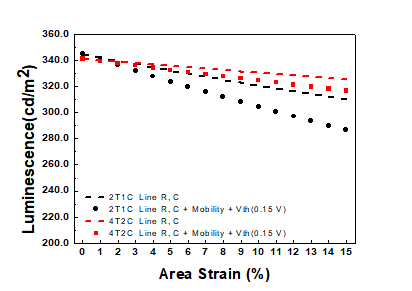 Luminescence(cd/m²)
360.0
340.0
320.0
300.0
280.0
260.0
240.0
220.0
200.0
2T1C Line R, C
2T1C Line R, C + Mobility + Vth(0.15 V)
4T2C Line R, C
4T2C Line R, C + Mobility + Vth(0.15 V)
0 1 2 3 4 5 6 7 8 9 10 11 12 13 14 15
Area Strain (%)